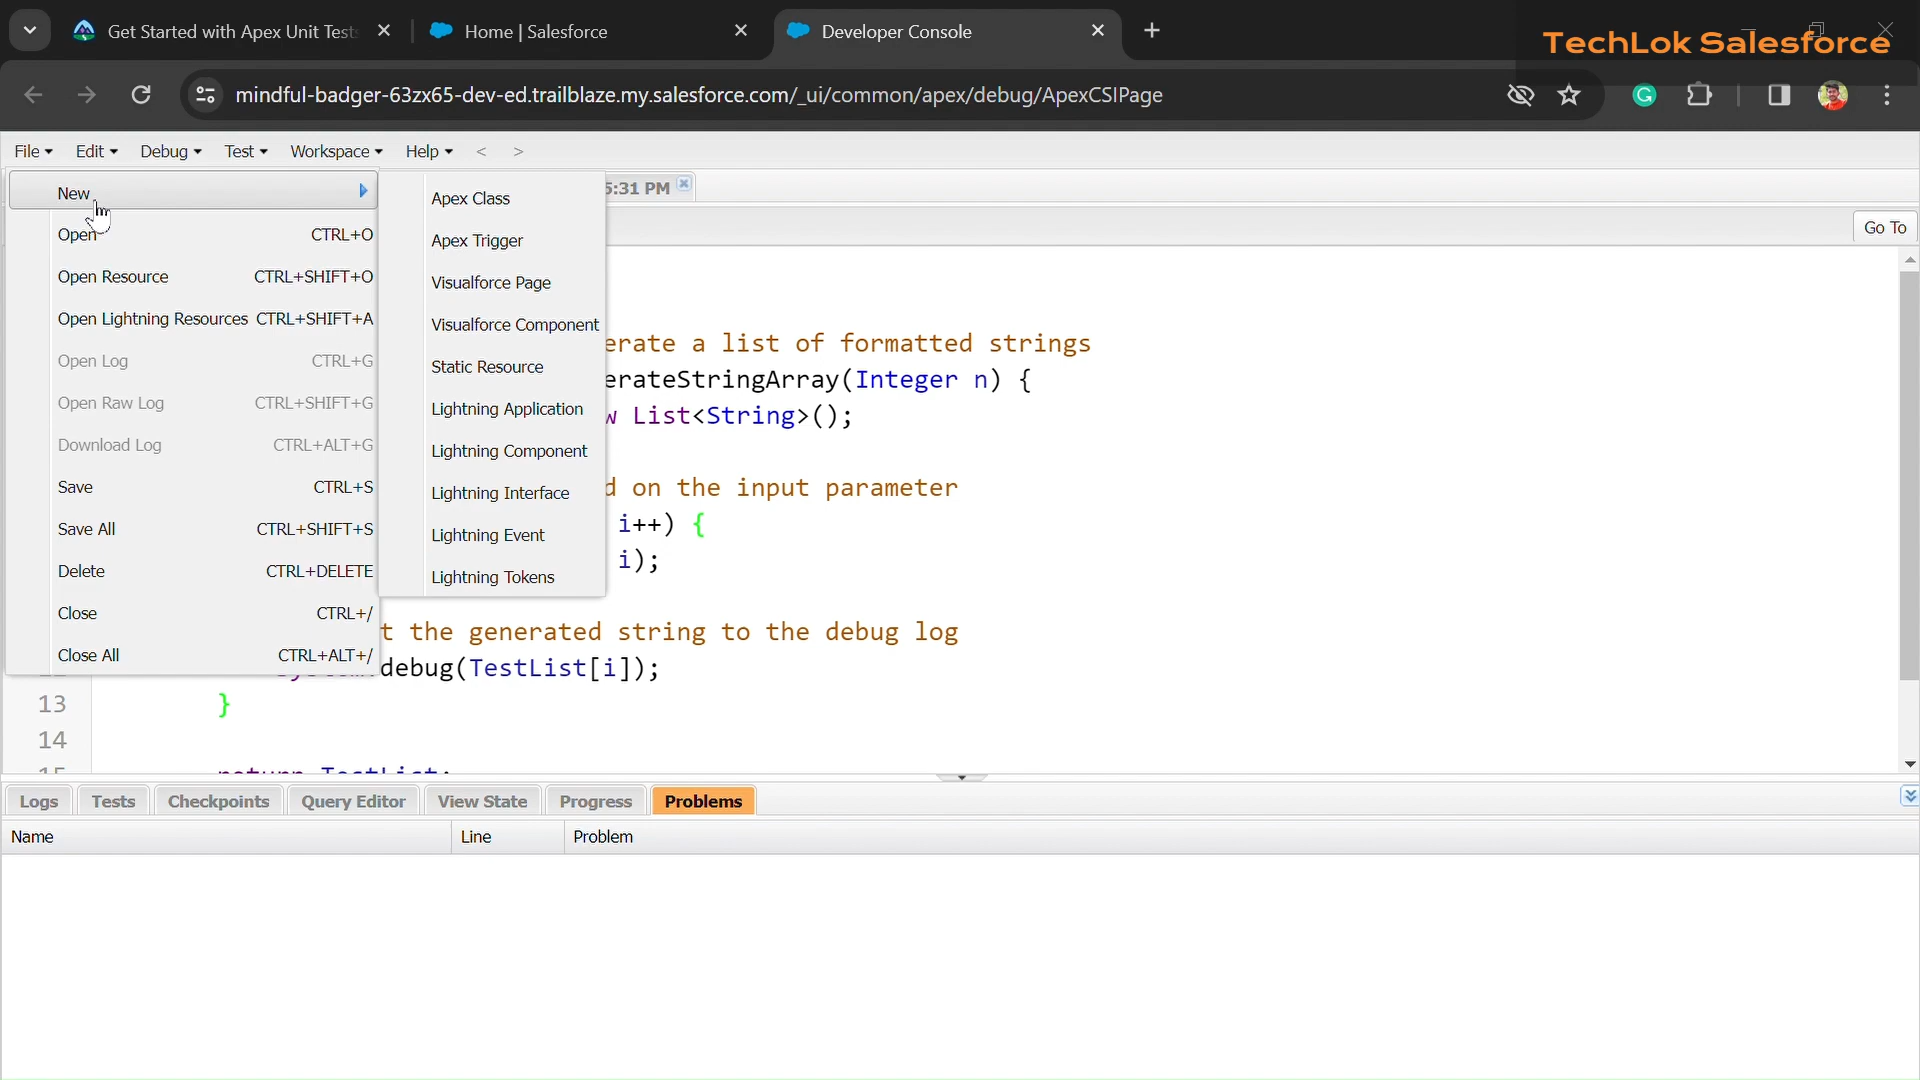 Get Started with Apex Unit Tests
Home | Salesforce
Developer Console
TechLok Salesforce
mindful-badger-63zx65-dev-ed.trailblaze.my.salesforce.com/_ui/common/apex/debug/ApexCSIPage
File Edit Debug Test Workspace Help < >
New
Open CTRL+O
Open Resource CTRL+SHIFT+O
Open Lightning Resources CTRL+SHIFT+A
Open Log CTRL+G
Open Raw Log CTRL+SHIFT+G
Download Log CTRL+ALT+G
Save CTRL+S
Save All CTRL+SHIFT+S
Delete CTRL+DELETE
Close CTRL+/
Close All CTRL+ALT+/
Apex Class
Apex Trigger
Visualforce Page
Visualforce Component
Static Resource
Lightning Application
Lightning Component
Lightning Interface
Lightning Event
Lightning Tokens
5:31 PM
Go To
erate a list of formatted strings
erateStringArray(Integer n) {
w List<String>();
d on the input parameter
i++) {
i);
t the generated string to the debug log
debug(TestList[i]);
13 }
14
return TestList;
Logs Tests Checkpoints Query Editor View State Progress Problems
Name Line Problem